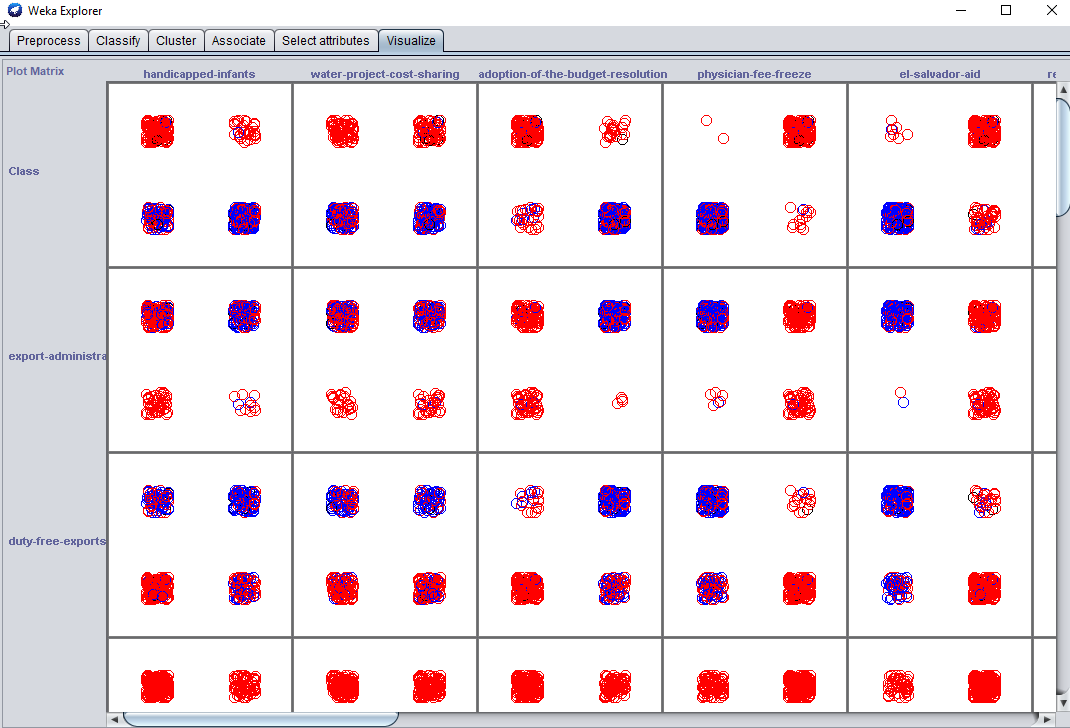 Weka Explorer
Preprocess Classify Cluster Associate Select attributes Visualize
Plot Matrix
handicapped-infants water-project-cost-sharing adoption-of-the-budget-resolution physician-fee-freeze el-salvador-aid re
Class
export-administra
duty-free-exports